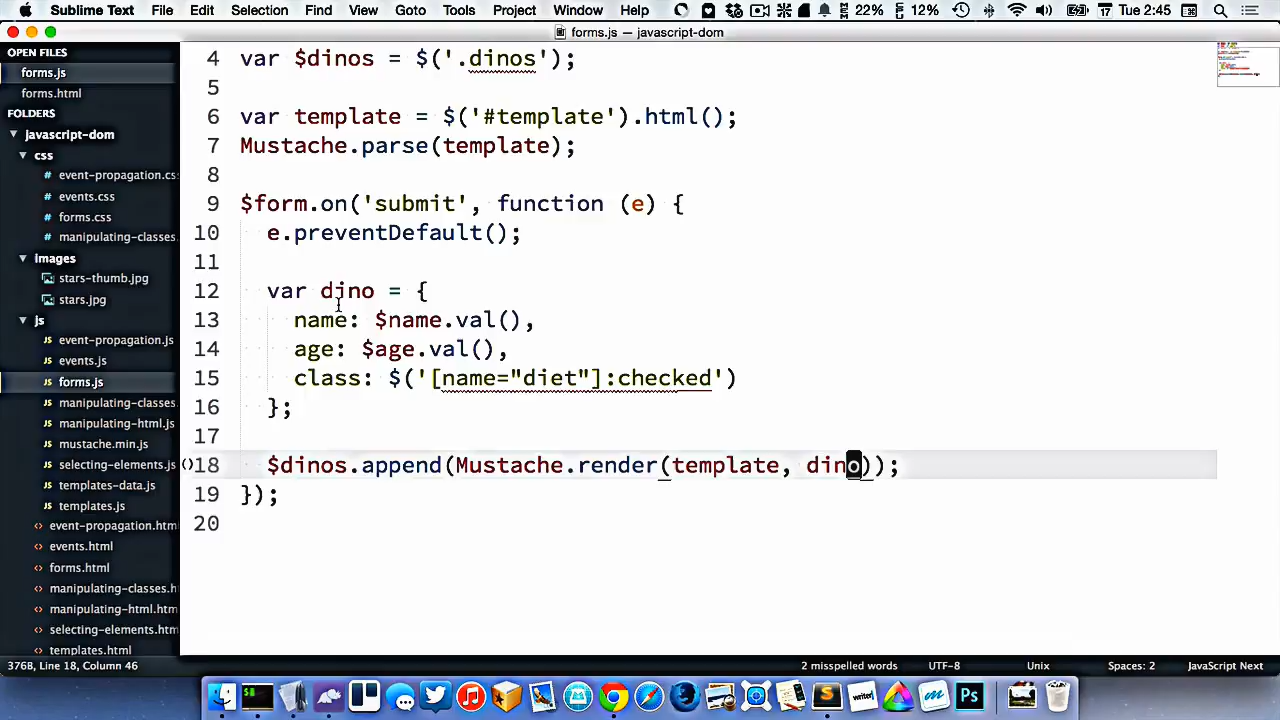 Sublime Text File Edit Selection Find View Goto Tools Project Window Help 22% 12% 17 Tue 2:45
forms.js — javascript-dom
OPEN FILES
forms.js
forms.html
FOLDERS
javascript-dom
css
event-propagation.cs
events.css
forms.css
manipulating-classes.
images
stars-thumb.jpg
stars.jpg
js
event-propagation.js
events.js
forms.js
manipulating-classes.
manipulating-html.js
mustache.min.js
selecting-elements.js
templates-data.js
templates.js
event-propagation.htm
events.html
forms.html
manipulating-classes.h
manipulating-html.htm
selecting-elements.htm
templates.html
4 var $dinos = $('.dinos');
5
6 var template = $('#template').html();
7 Mustache.parse(template);
8
9 $form.on('submit', function (e) {
10 e.preventDefault();
11
12 var dino = {
13 name: $name.val(),
14 age: $age.val(),
15 class: $('[name="diet"]:checked')
16 };
17
18 $dinos.append(Mustache.render(template, dino));
19 });
20
376B, Line 18, Column 46 2 misspelled words UTF-8 Unix Spaces: 2 JavaScript Next